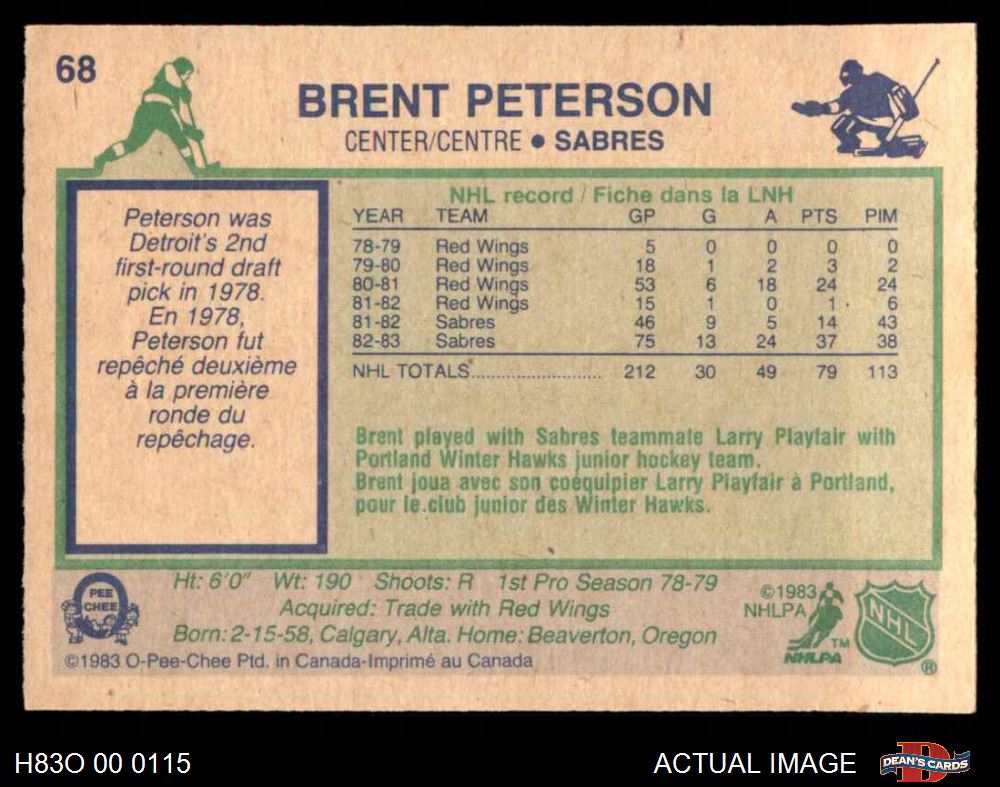 68
BRENT PETERSON
CENTER/CENTRE • SABRES
Peterson was
Detroit's 2nd
first-round draft
pick in 1978.
En 1978,
Peterson fut
repêché deuxième
à la première
ronde du
repêchage.
NHL record / Fiche dans la LNH
YEAR TEAM GP G A PTS PIM
78-79 Red Wings 5 0 0 0 0
79-80 Red Wings 18 1 2 3 2
80-81 Red Wings 53 6 18 24 24
81-82 Red Wings 15 1 0 1 6
81-82 Sabres 46 9 5 14 43
82-83 Sabres 75 13 24 37 38
NHL TOTALS............................ 212 30 49 79 113
Brent played with Sabres teammate Larry Playfair with
Portland Winter Hawks junior hockey team.
Brent joua avec son coéquipier Larry Playfair à Portland,
pour le club junior des Winter Hawks.
O PEE CHEE
Ht: 6'0" Wt: 190 Shoots: R 1st Pro Season 78-79
Acquired: Trade with Red Wings
Born: 2-15-58, Calgary, Alta. Home: Beaverton, Oregon
©1983 O-Pee-Chee Ptd. in Canada-Imprimé au Canada
©1983
NHLPA
TM
NHLPA
NHL
®
H83O 00 0115
ACTUAL IMAGE
D
DEAN'S CARDS